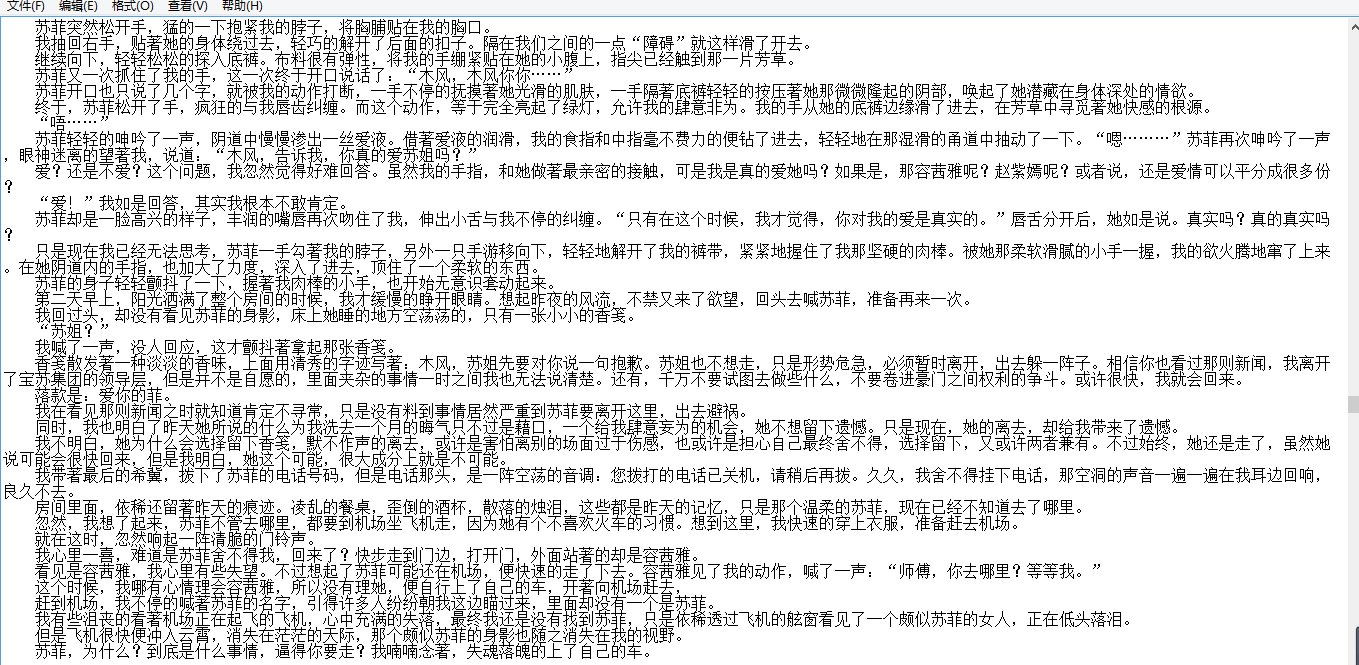 文件(F) 编辑(E) 格式(O) 查看(V) 帮助(H)
苏菲突然松开手，猛的一下抱紧我的脖子，将胸脯贴在我的胸口。
我抽回右手，贴著她的身体绕过去，轻巧的解开了后面的扣子。隔在我们之间的一点“障碍”就这样滑了开去。
继续向下，轻轻松松的探入底裤。布料很有弹性，将我的手绷紧贴在她的小腹上，指尖已经触到那一片芳草。
苏菲又一次抓住了我的手，这一次终于开口说话了：“木风，木风你你……”
苏菲开口也只说了几个字，就被我的动作打断，一手不停的抚摸著她光滑的肌肤，一手隔著底裤轻轻的按压著她那微微隆起的阴部，唤起了她潜藏在身体深处的情欲。
终于，苏菲松开了手，疯狂的与我唇齿纠缠。而这个动作，等于完全亮起了绿灯，允许我的肆意非为。我的手从她的底裤边缘滑了进去，在芳草中寻觅著她快感的根源。
“唔……”
苏菲轻轻的呻吟了一声，阴道中慢慢渗出一丝爱液。借著爱液的润滑，我的食指和中指毫不费力的便钻了进去，轻轻地在那湿滑的甬道中抽动了一下。“嗯………”苏菲再次呻吟了一声
，眼神迷离的望著我，说道：“木风，告诉我，你真的爱苏姐吗？”
爱？还是不爱？这个问题，我忽然觉得好难回答。虽然我的手指，和她做著最亲密的接触，可是我是真的爱她吗？如果是，那容茜雅呢？赵紫嫣呢？或者说，还是爱情可以平分成很多份
？
“爱！”我如是回答，其实我根本不敢肯定。
苏菲却是一脸高兴的样子，丰润的嘴唇再次吻住了我，伸出小舌与我不停的纠缠。“只有在这个时候，我才觉得，你对我的爱是真实的。”唇舌分开后，她如是说。真实吗？真的真实吗
？
只是现在我已经无法思考，苏菲一手勾著我的脖子，另外一只手游移向下，轻轻地解开了我的裤带，紧紧地握住了我那坚硬的肉棒。被她那柔软滑腻的小手一握，我的欲火腾地窜了上来
。在她阴道内的手指，也加大了力度，深入了进去，顶住了一个柔软的东西。
苏菲的身子轻轻颤抖了一下，握著我肉棒的小手，也开始无意识套动起来。
第二天早上，阳光洒满了整个房间的时候，我才缓慢的睁开眼睛。想起昨夜的风流，不禁又来了欲望，回头去喊苏菲，准备再来一次。
我回过头，却没有看见苏菲的身影，床上她睡的地方空荡荡的，只有一张小小的香笺。
“苏姐？”
我喊了一声，没人回应，这才颤抖著拿起那张香笺。
香笺散发著一种淡淡的香味，上面用清秀的字迹写著：木风，苏姐先要对你说一句抱歉。苏姐也不想走，只是形势危急，必须暂时离开，出去躲一阵子。相信你也看过那则新闻，我离开
了宝苏集团的领导层，但是并不是自愿的，里面夹杂的事情一时之间我也无法说清楚。还有，千万不要试图去做些什么，不要卷进豪门之间权利的争斗。或许很快，我就会回来。
落款是：爱你的菲。
我在看见那则新闻之时就知道肯定不寻常，只是没有料到事情居然严重到苏菲要离开这里，出去避祸。
同时，我也明白了昨天她所说的什么为我洗去一个月的晦气只不过是藉口，一个给我肆意妄为的机会，她不想留下遗憾。只是现在，她的离去，却给我带来了遗憾。
我不明白，她为什么会选择留下香笺，默不作声的离去，或许是害怕离别的场面过于伤感，也或许是担心自己最终舍不得，选择留下，又或许两者兼有。不过始终，她还是走了，虽然她
说可能会很快回来，但是我明白，她这个可能，很大成分上就是不可能。
我带著最后的希冀，拨下了苏菲的电话号码，但是电话那头，是一阵空荡的音调：您拨打的电话已关机，请稍后再拨。久久，我舍不得挂下电话，那空洞的声音一遍一遍在我耳边回响，
良久不去。
房间里面，依稀还留著昨天的痕迹。凌乱的餐桌，歪倒的酒杯，散落的烛泪，这些都是昨天的记忆，只是那个温柔的苏菲，现在已经不知道去了哪里。
忽然，我想了起来，苏菲不管去哪里，都要到机场坐飞机走，因为她有个不喜欢火车的习惯。想到这里，我快速的穿上衣服，准备赶去机场。
就在这时，忽然响起一阵清脆的门铃声。
我心里一喜，难道是苏菲舍不得我，回来了？快步走到门边，打开门，外面站著的却是容茜雅。
看见是容茜雅，我心里有些失望。不过想起了苏菲可能还在机场，便快速的走了下去。容茜雅见了我的动作，喊了一声：“师傅，你去哪里？等等我。”
这个时候，我哪有心情理会容茜雅，所以没有理她，便自行上了自己的车，开著向机场赶去，
赶到机场，我不停的喊著苏菲的名字，引得许多人纷纷朝我这边瞄过来，里面却没有一个是苏菲。
我有些沮丧的看著机场正在起飞的飞机，心中充满的失落，最终我还是没有找到苏菲，只是依稀透过飞机的舷窗看见了一个颇似苏菲的女人，正在低头落泪。
但是飞机很快便冲入云霄，消失在茫茫的天际，那个颇似苏菲的身影也随之消失在我的视野。
苏菲，为什么？到底是什么事情，逼得你要走？我喃喃念著，失魂落魄的上了自己的车。